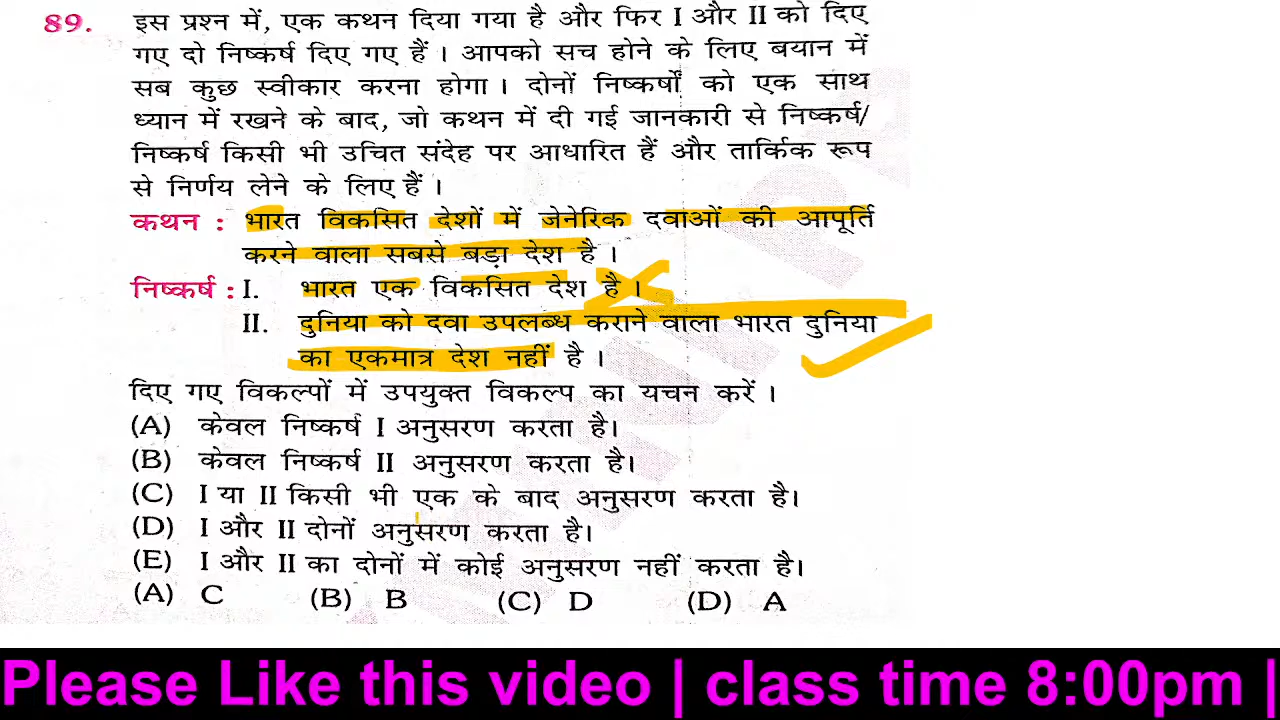 89. इस प्रश्न में, एक कथन दिया गया है और फिर I और II को दिए
गए दो निष्कर्ष दिए गए हैं । आपको सच होने के लिए बयान में
सब कुछ स्वीकार करना होगा । दोनों निष्कर्षों को एक साथ
ध्यान में रखने के बाद, जो कथन में दी गई जानकारी से निष्कर्ष/
निष्कर्ष किसी भी उचित संदेह पर आधारित हैं और तार्किक रूप
से निर्णय लेने के लिए हैं ।
कथन : भारत विकसित देशों में जेनेरिक दवाओं की आपूर्ति
करने वाला सबसे बड़ा देश है ।
निष्कर्ष : I. भारत एक विकसित देश है ।
II. दुनिया को दवा उपलब्ध कराने वाला भारत दुनिया
का एकमात्र देश नहीं है ।
दिए गए विकल्पों में उपयुक्त विकल्प का यचन करें ।
(A) केवल निष्कर्ष I अनुसरण करता है।
(B) केवल निष्कर्ष II अनुसरण करता है।
(C) I या II किसी भी एक के बाद अनुसरण करता है।
(D) I और II दोनों अनुसरण करता है।
(E) I और II का दोनों में कोई अनुसरण नहीं करता है।
(A) C (B) B (C) D (D) A
Please Like this video | class time 8:00pm |